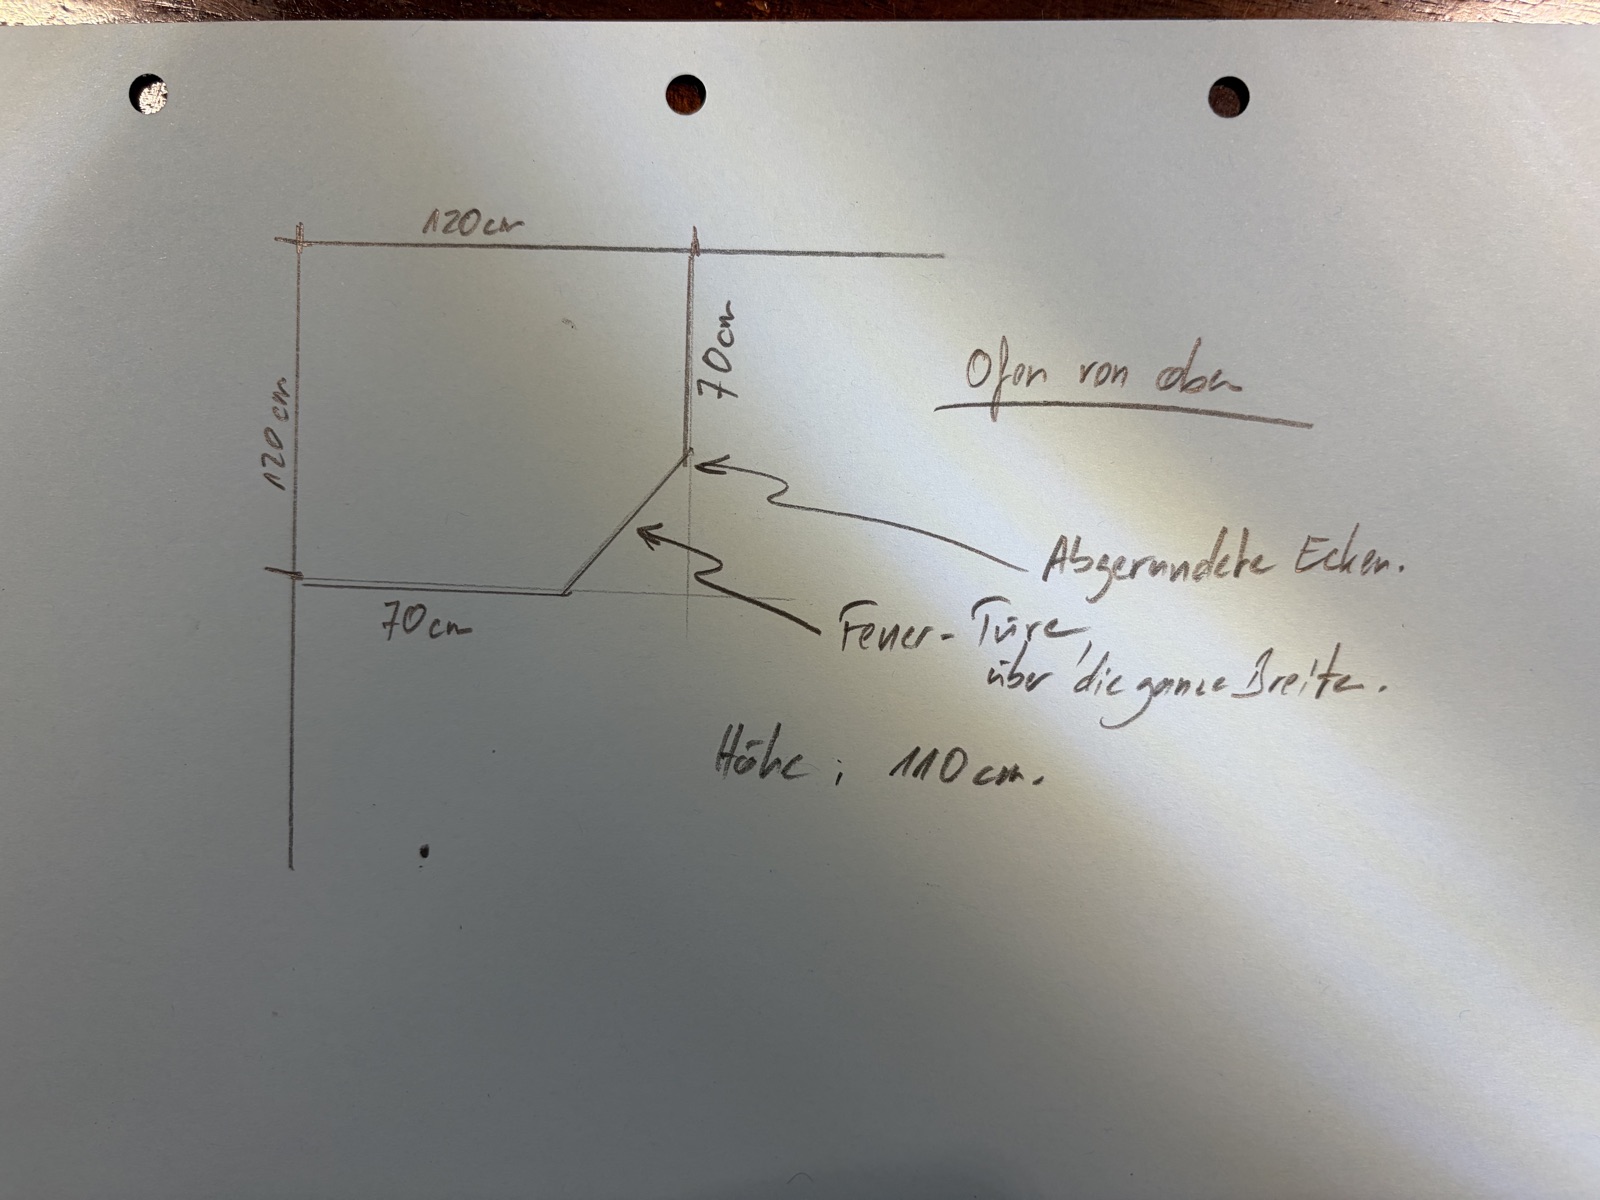 120cm
70cm
120cm
Ofen von oben
Abgerundete Ecken.
70cm
Feuer-Türe,
über die ganze Breite.
Höhe: 110cm.